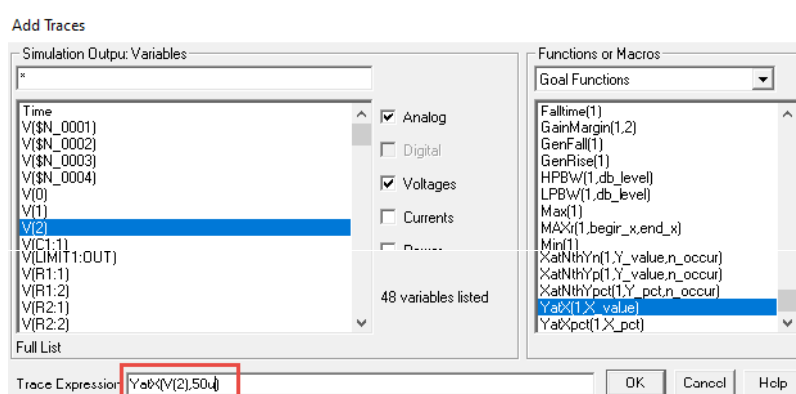 Add Traces
Simulation Outpu: Variables
*
Time
V($N_0001)
V($N_0002)
V($N_0003)
V($N_0004)
V(0)
V(1)
V(2)
V(C1:1)
V(LIMIT1:OUT)
V(R1:1)
V(R1:2)
V(R2:1)
V(R2:2)
Full List
Analog
Digital
Voltages
Currents
48 variables listed
Functions or Macros
Goal Functions
Falltime(1)
GainMargin(1,2)
GenFall(1)
GenRise(1)
HPBW(1,db_level)
LPBW(1,db_level)
Max(1)
MAXr(1,begir_x,end_x)
Min(1)
XatNthYn(1,Y_value,n_occur)
XatNthYp(1,Y_value,n_occur)
XatNthYpct(1,Y_pct,n_occur)
YatX(1,X_value)
YatXpct(1,X_pct)
Trace Expression
YatX(V(2),50u)
OK
Cancel
Help